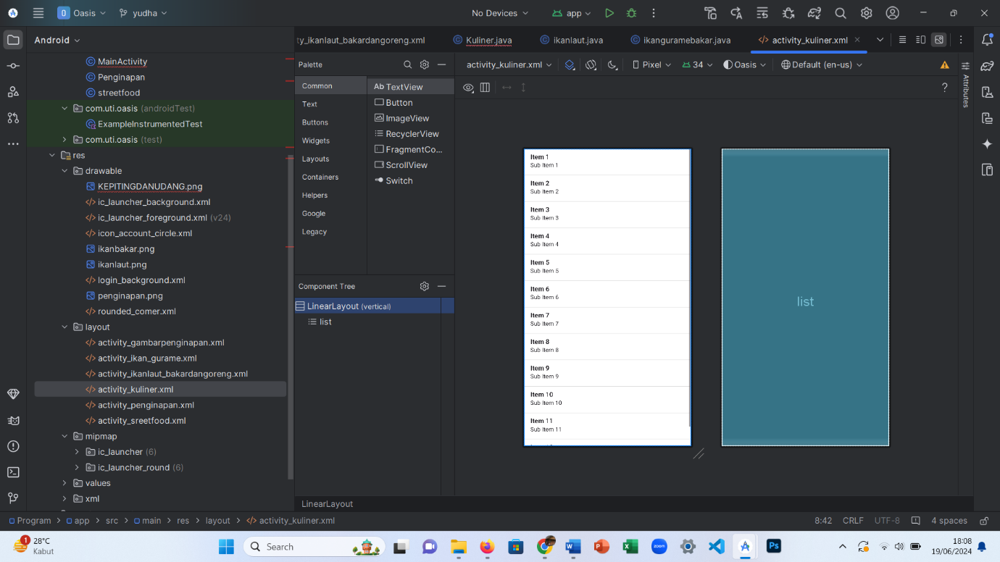 O Oasis yudha No Devices app
Android
MainActivity
Penginapan
streetfood
com.uti.oasis (androidTest)
ExampleInstrumentedTest
com.uti.oasis (test)
res
drawable
KEPITINGDANUDANG.png
ic_launcher_background.xml
ic_launcher_foreground.xml (v24)
icon_account_circle.xml
ikanbakar.png
ikanlaut.png
login_background.xml
penginapan.png
rounded_comer.xml
layout
activity_gambarpenginapan.xml
activity_ikan_gurame.xml
activity_ikanlaut_bakardangoreng.xml
activity_kuliner.xml
activity_penginapan.xml
activity_sreetfood.xml
mipmap
ic_launcher (6)
ic_launcher_round (6)
values
xml
ty_ikanlaut_bakardangoreng.xml Kuliner.java ikanlaut.java ikanguramebakar.java activity_kuliner.xml
Palette
Common
Text
Buttons
Widgets
Layouts
Containers
Helpers
Google
Legacy
Ab TextView
Button
ImageView
RecyclerView
FragmentCo...
ScrollView
Switch
Component Tree
LinearLayout (vertical)
list
activity_kuliner.xml Pixel 34 Oasis Default (en-us)
?
Attributes
Item 1
Sub Item 1
Item 2
Sub Item 2
Item 3
Sub Item 3
Item 4
Sub Item 4
Item 5
Sub Item 5
Item 6
Sub Item 6
Item 7
Sub Item 7
Item 8
Sub Item 8
Item 9
Sub Item 9
Item 10
Sub Item 10
Item 11
Sub Item 11
list
LinearLayout
Program > app > src > main > res > layout > activity_kuliner.xml 8:42 CRLF UTF-8 4 spaces
1
28°C
Kabut
Search
zoom
Ps
18:08
19/06/2024